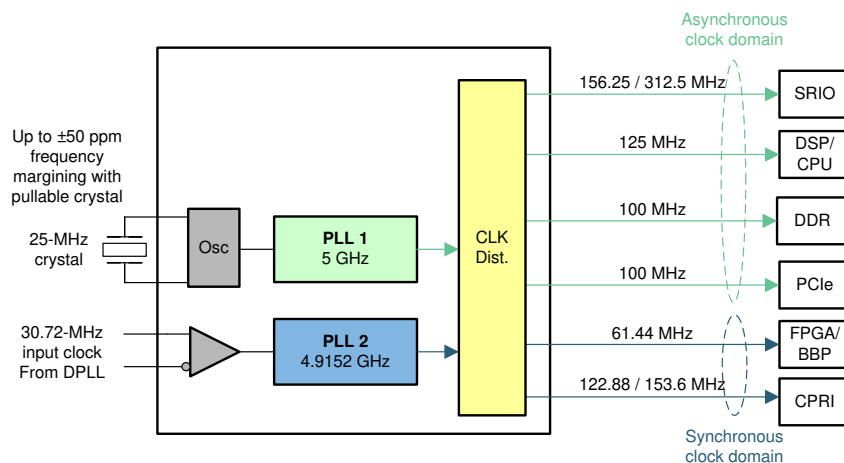 Asynchronous
clock domain
156.25 / 312.5 MHz
SRIO
Up to ±50 ppm
frequency
margining with
pullable crystal
125 MHz
DSP/
CPU
25-MHz
crystal
Osc
PLL 1
5 GHz
CLK
Dist.
100 MHz
DDR
100 MHz
PCIe
30.72-MHz
input clock
From DPLL
PLL 2
4.9152 GHz
61.44 MHz
FPGA/
BBP
122.88 / 153.6 MHz
CPRI
Synchronous
clock domain